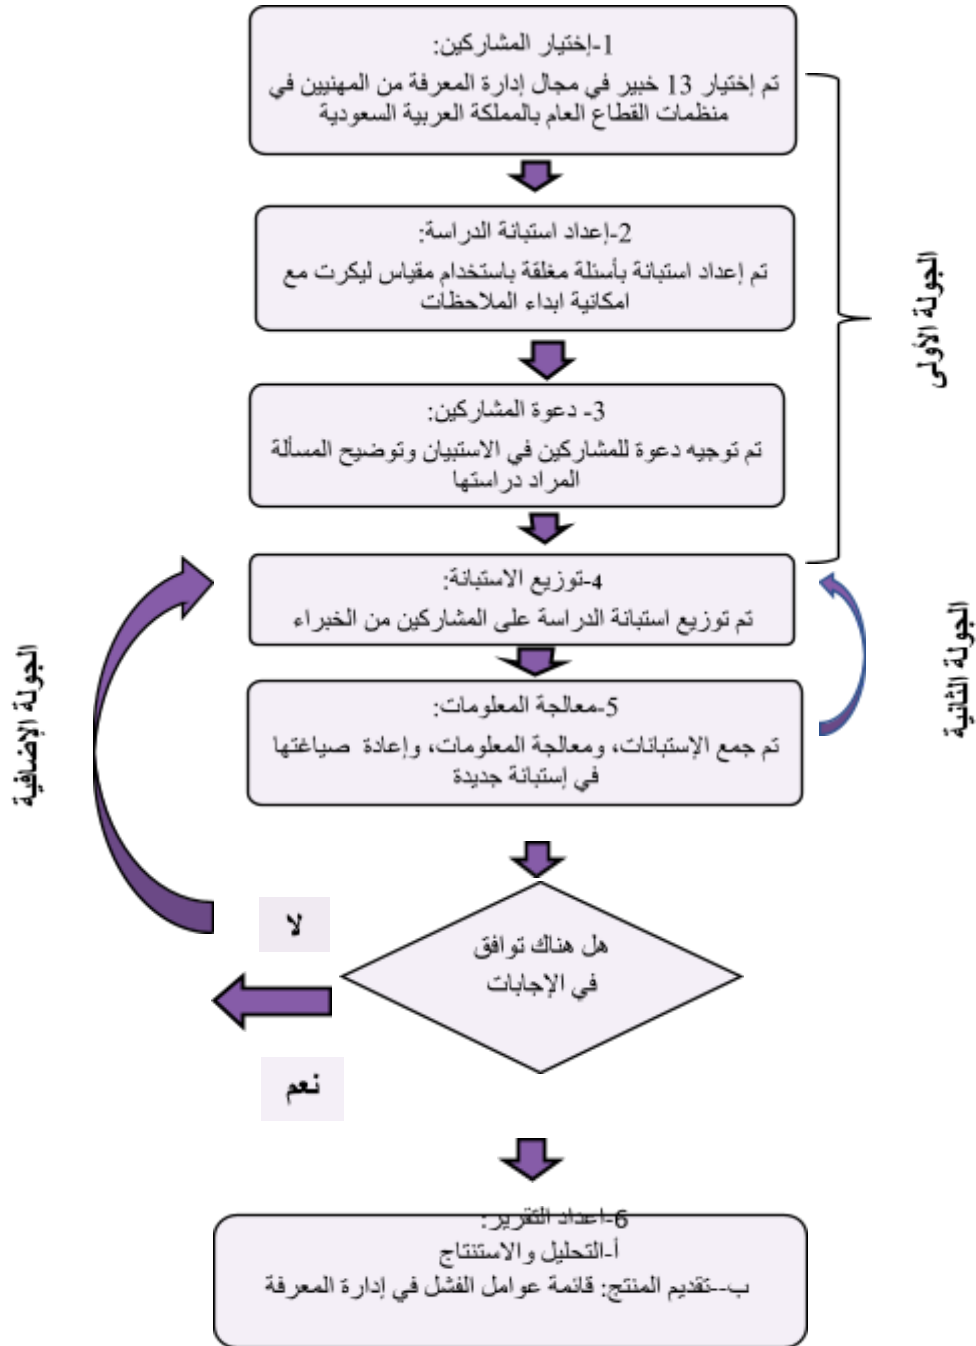 1-إختيار المشاركين:
تم إختيار 13 خبير في مجال إدارة المعرفة من المهنيين في
منظمات القطاع العام بالمملكة العربية السعودية
2-إعداد استبانة الدراسة:
تم إعداد استبانة بأسئلة مغلقة باستخدام مقياس ليكرت مع
امكانية ابداء الملاحظات
الجولة الأولى
3- دعوة المشاركين:
تم توجيه دعوة للمشاركين في الاستبيان وتوضيح المسألة
المراد دراستها
4-توزيع الاستبانة:
تم توزيع استبانة الدراسة على المشاركين من الخبراء
الجولة الثانية
5-معالجة المعلومات:
تم جمع الإستبانات، ومعالجة المعلومات، وإعادة صياغتها
في إستبانة جديدة
الجولة الإضافية
هل هناك توافق
في الإجابات
لا
نعم
6-اعداد التقرير:
أ-التحليل والاستنتاج
ب--تقديم المنتج: قائمة عوامل الفشل في إدارة المعرفة